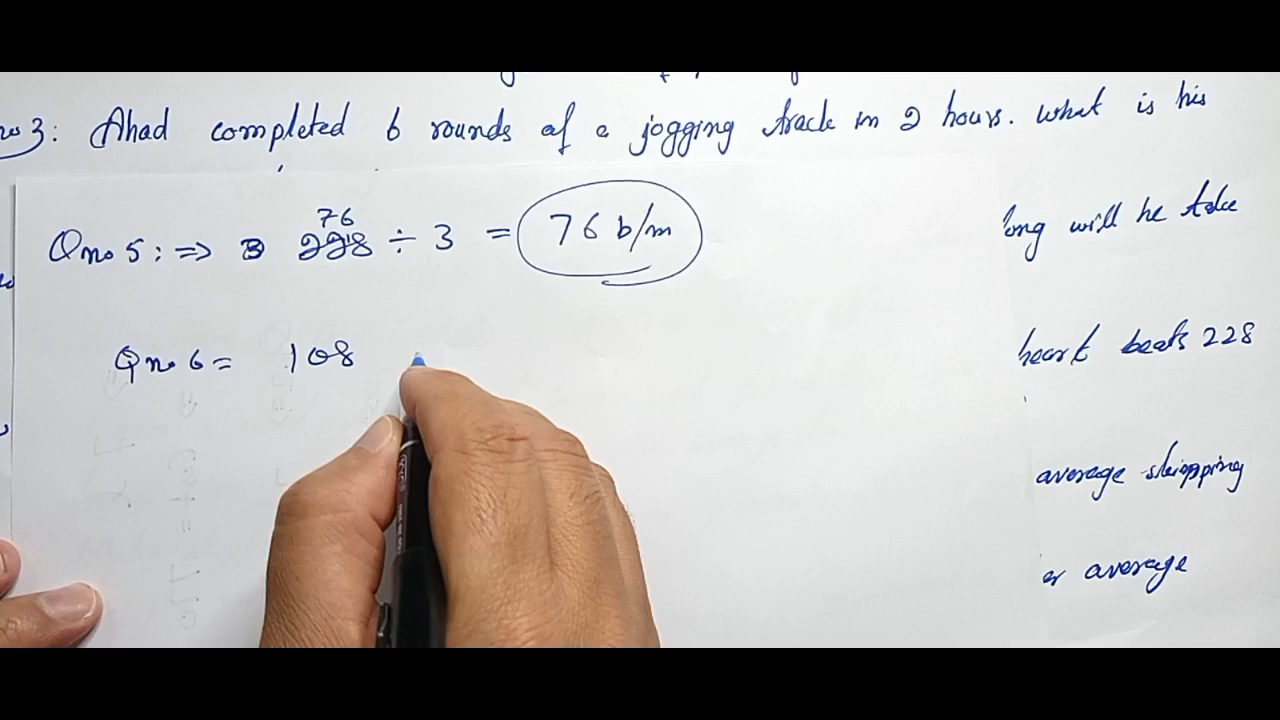 no 3: Ahad completed 6 rounds of a jogging track in 2 hours. What is his
long will he take
Q no 5 : => 228 ÷ 3 = 76 b/m
76
heart beats 228
Q no 6 = 108
average skipping
er average